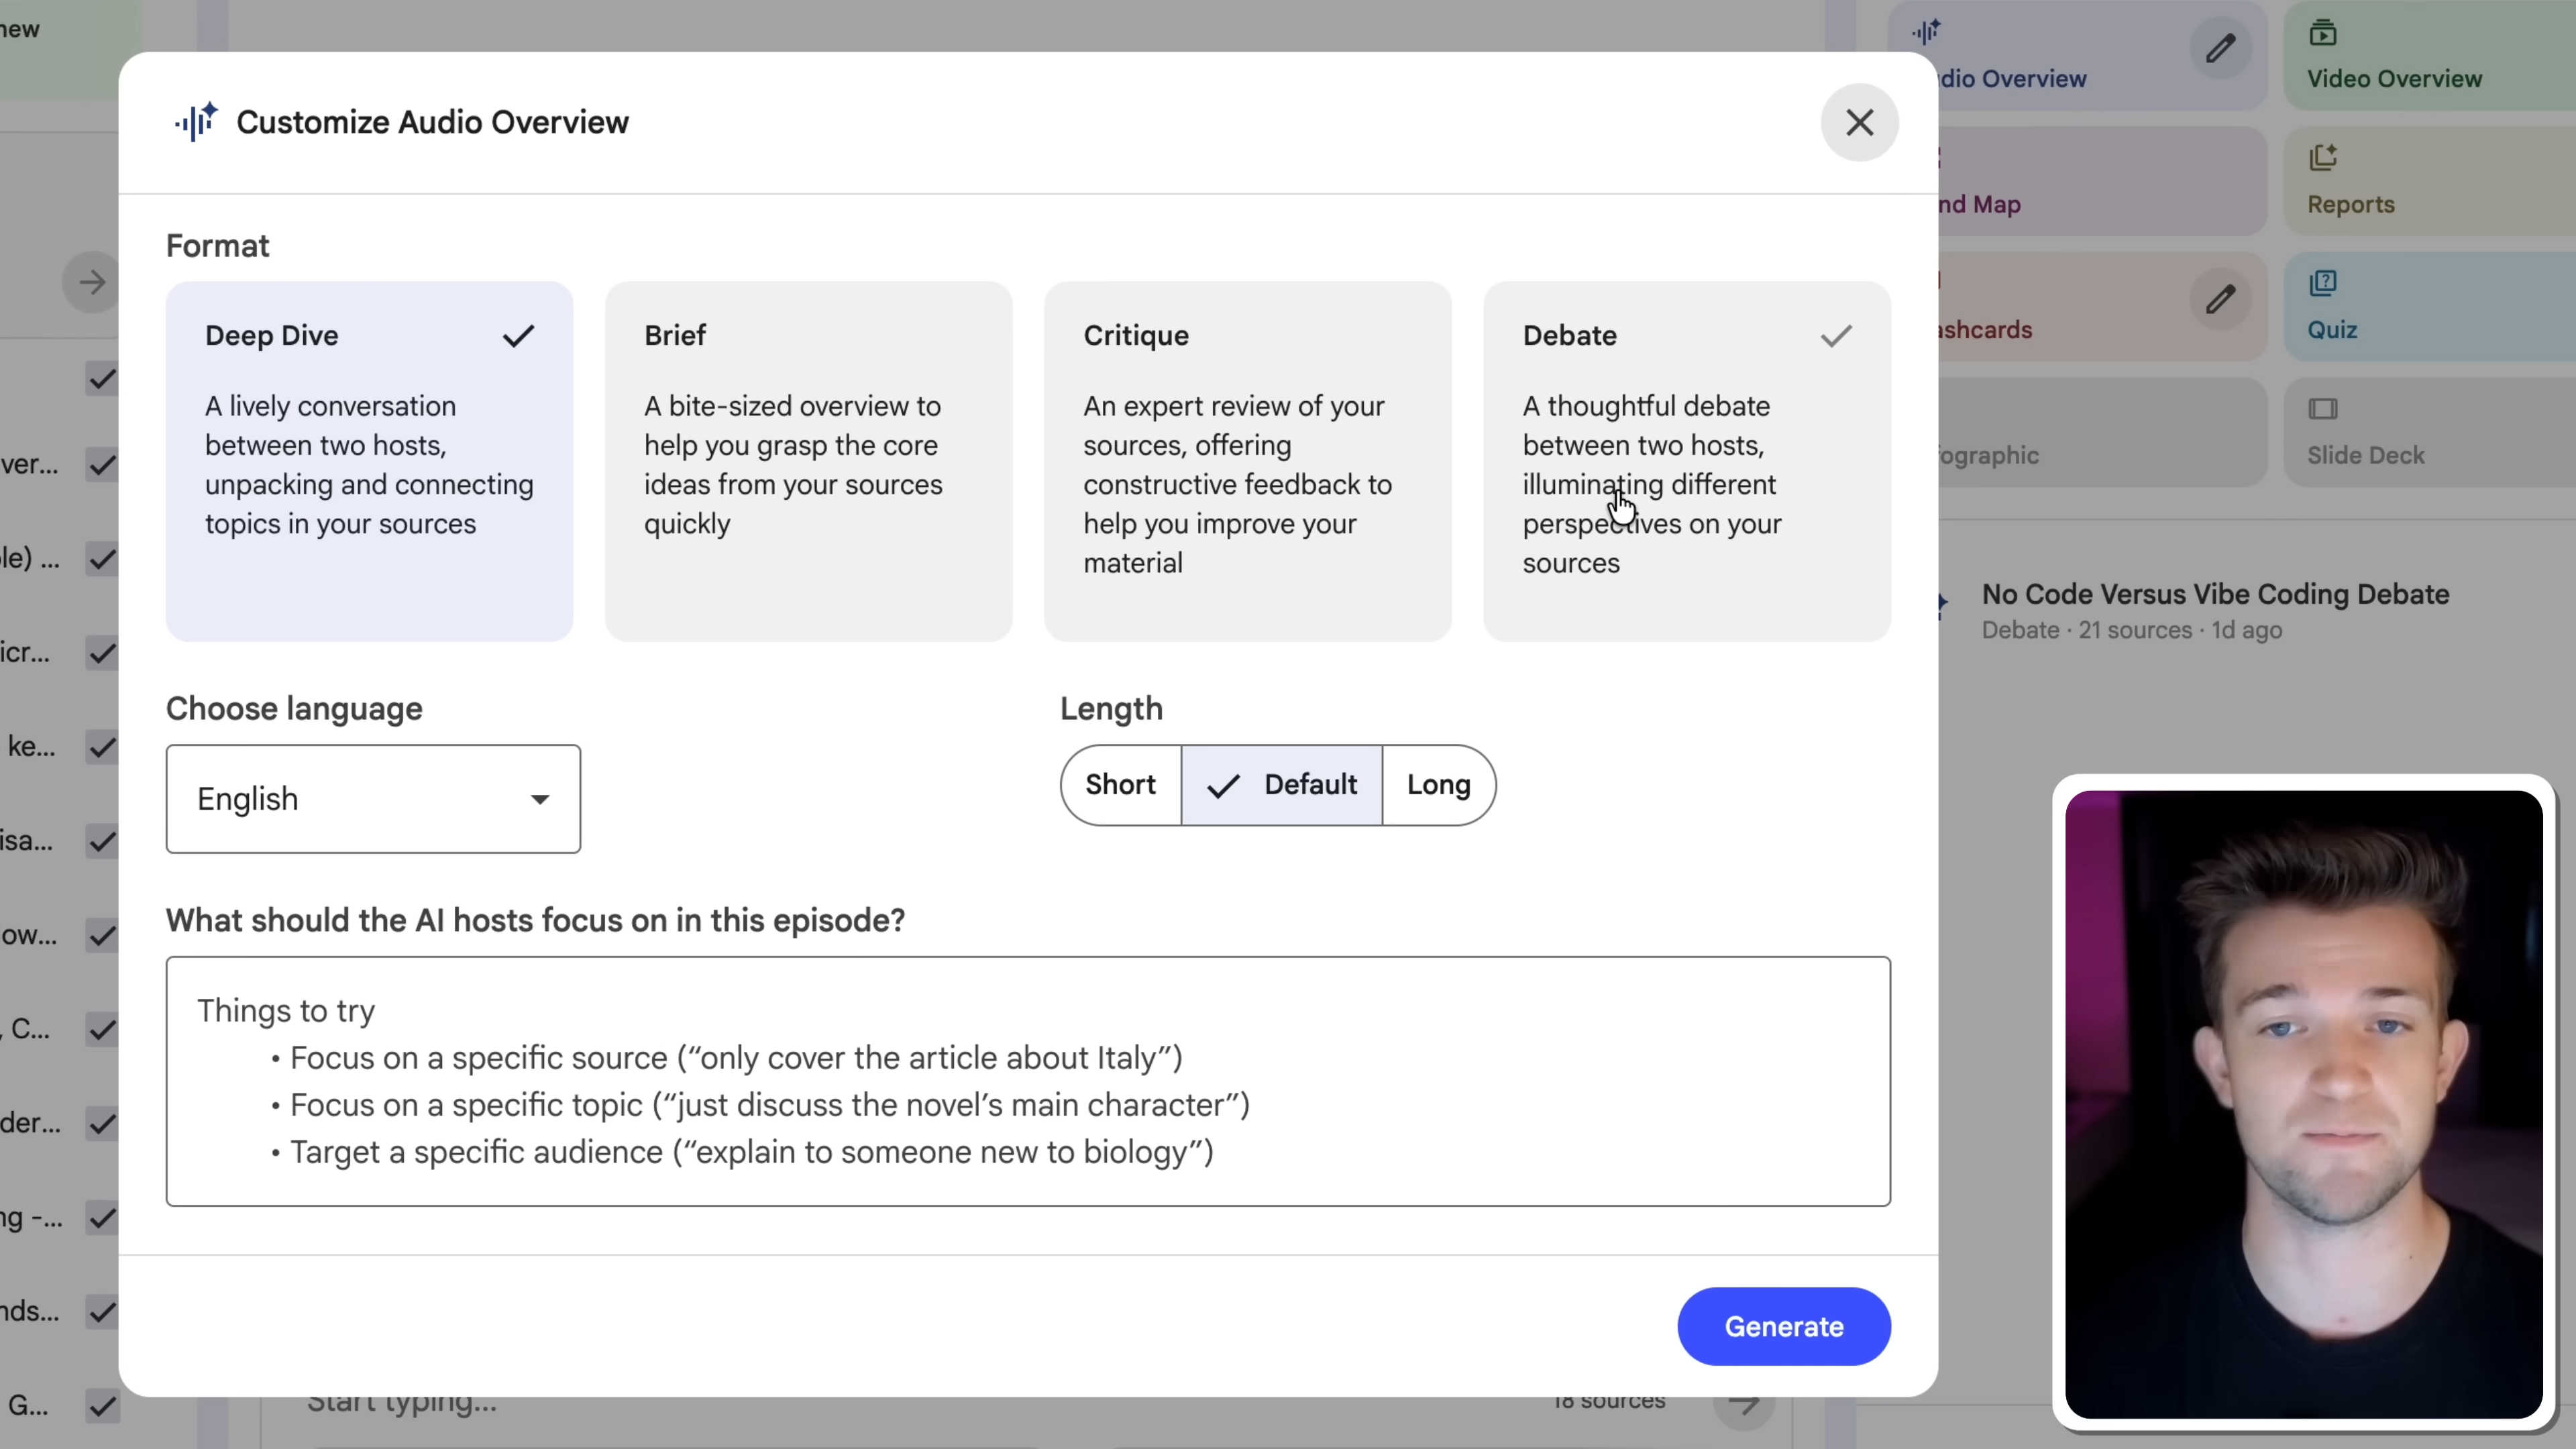 new
Customize Audio Overview
Format
Deep Dive
A lively conversation
between two hosts,
unpacking and connecting
topics in your sources
Brief
A bite-sized overview to
help you grasp the core
ideas from your sources
quickly
Critique
An expert review of your
sources, offering
constructive feedback to
help you improve your
material
Debate
A thoughtful debate
between two hosts,
illuminating different
perspectives on your
sources
Choose language
English
Length
Short
Default
Long
What should the AI hosts focus on in this episode?
Things to try
• Focus on a specific source (“only cover the article about Italy”)
• Focus on a specific topic (“just discuss the novel’s main character”)
• Target a specific audience (“explain to someone new to biology”)
Generate
Start typing...
18 sources
ver...
le) ...
icr...
ke...
isa...
ow...
, C...
der...
ng -...
nds...
G...
dio Overview
Video Overview
nd Map
Reports
ashcards
Quiz
ographic
Slide Deck
No Code Versus Vibe Coding Debate
Debate · 21 sources · 1d ago